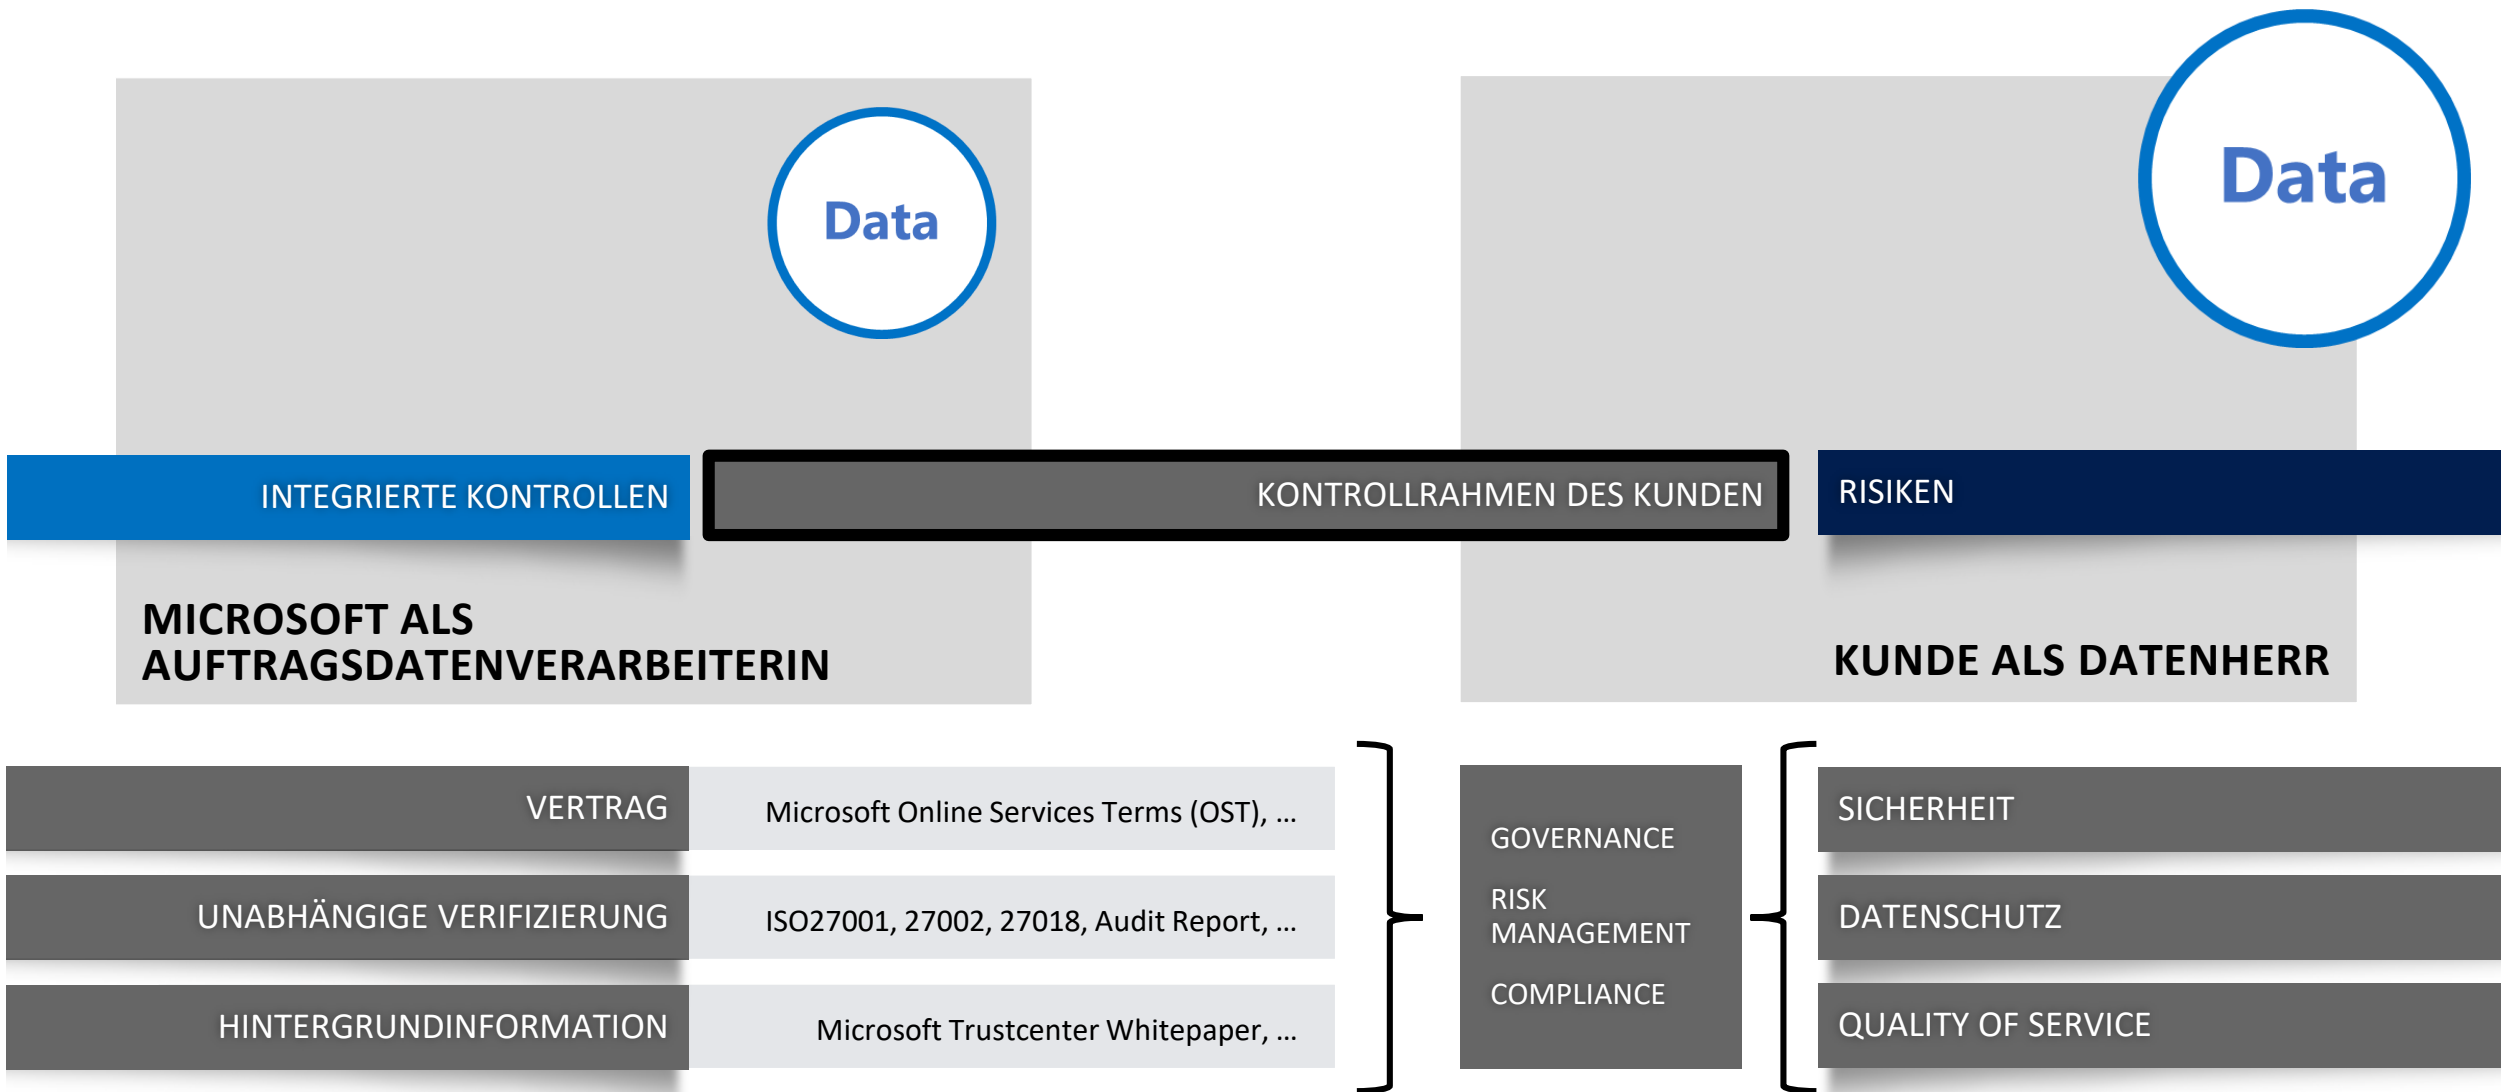 Data
Data
INTEGRIERTE KONTROLLEN
KONTROLLRAHMEN DES KUNDEN
RISIKEN
MICROSOFT ALS
AUFTRAGSDATENVERARBEITERIN
KUNDE ALS DATENHERR
VERTRAG
Microsoft Online Services Terms (OST), ...
UNABHÄNGIGE VERIFIZIERUNG
ISO27001, 27002, 27018, Audit Report, ...
HINTERGRUNDINFORMATION
Microsoft Trustcenter Whitepaper, ...
GOVERNANCE
RISK
MANAGEMENT
COMPLIANCE
SICHERHEIT
DATENSCHUTZ
QUALITY OF SERVICE